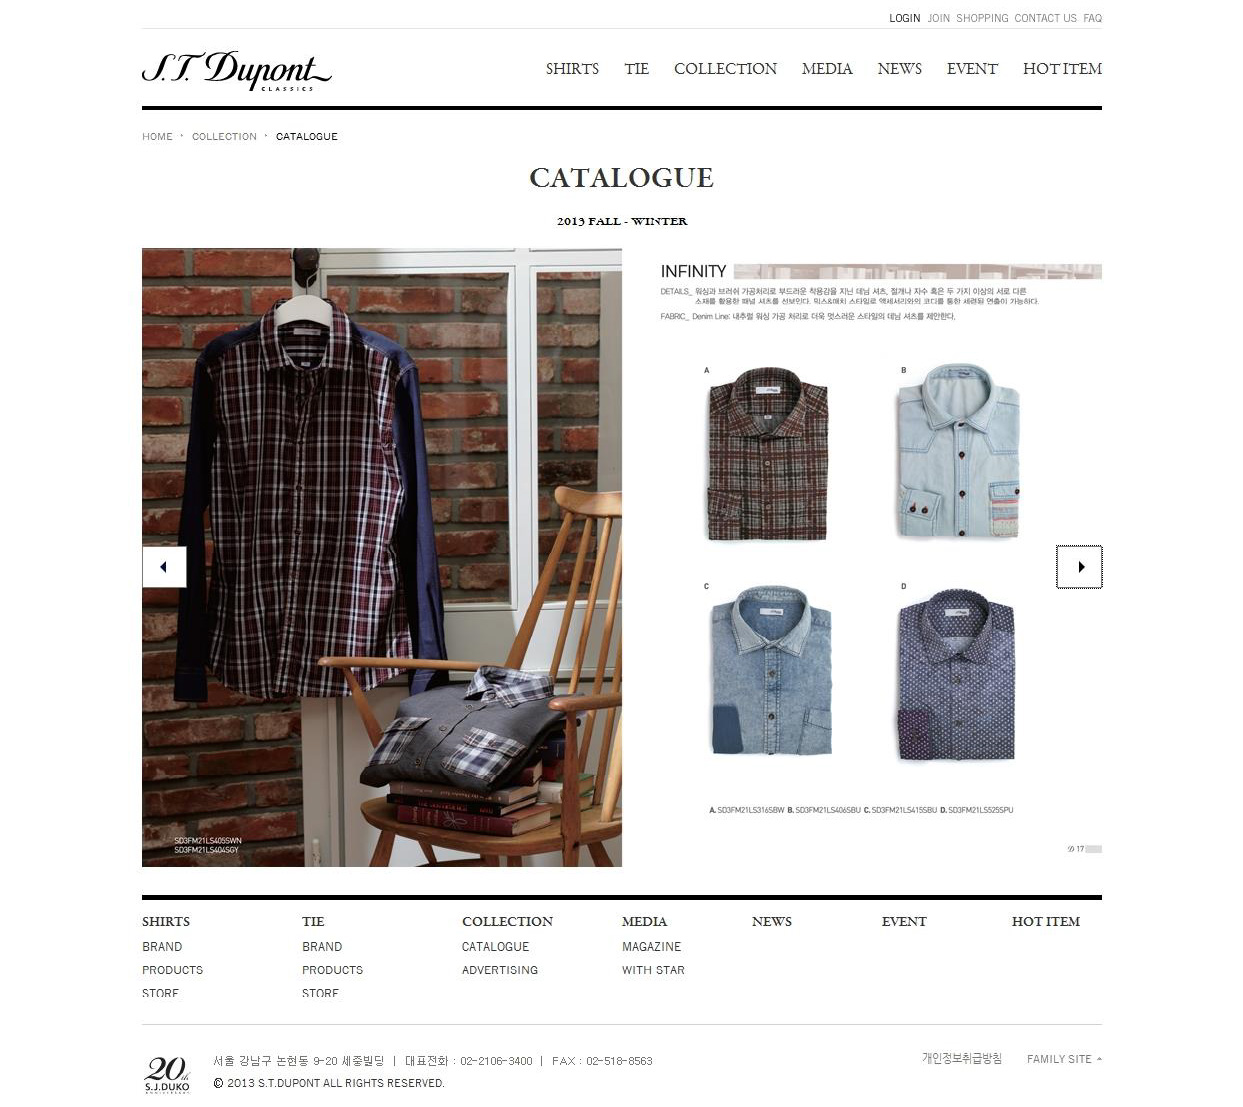 LOGIN JOIN SHOPPING CONTACT US FAQ
S.T. Dupont
CLASSICS
SHIRTS TIE COLLECTION MEDIA NEWS EVENT HOT ITEM
HOME · COLLECTION · CATALOGUE
CATALOGUE
2013 FALL - WINTER
INFINITY
DETAILS_ 워싱과 브러쉬 가공처리로 부드러운 착용감을 지닌 데님 셔츠, 절개나 자수 혹은 두 가지 이상의 서로 다른
소재를 활용한 패널 셔츠를 선보인다. 믹스&매치 스타일로 액세서리와의 코디를 통한 세련된 연출이 가능하다.
FABRIC_ Denim Line: 내추럴 워싱 가공 처리로 더욱 멋스러운 스타일의 데님 셔츠를 제안한다.
A
B
C
D
A. SD3FM21LS316SBW B. SD3FM21LS406SBU C. SD3FM21LS415SBU D. SD3FM21LS525SPU
SD3FM21LS405SWN
SD3FM21LS404SGY
17
SHIRTS TIE COLLECTION MEDIA NEWS EVENT HOT ITEM
BRAND BRAND CATALOGUE MAGAZINE
PRODUCTS PRODUCTS ADVERTISING WITH STAR
STORE STORE
20th
S.J.DUKO
ANNIVERSARY
서울 강남구 논현동 9-20 세중빌딩 | 대표전화 : 02-2106-3400 | FAX : 02-518-8563
© 2013 S.T.DUPONT ALL RIGHTS RESERVED.
개인정보취급방침 FAMILY SITE